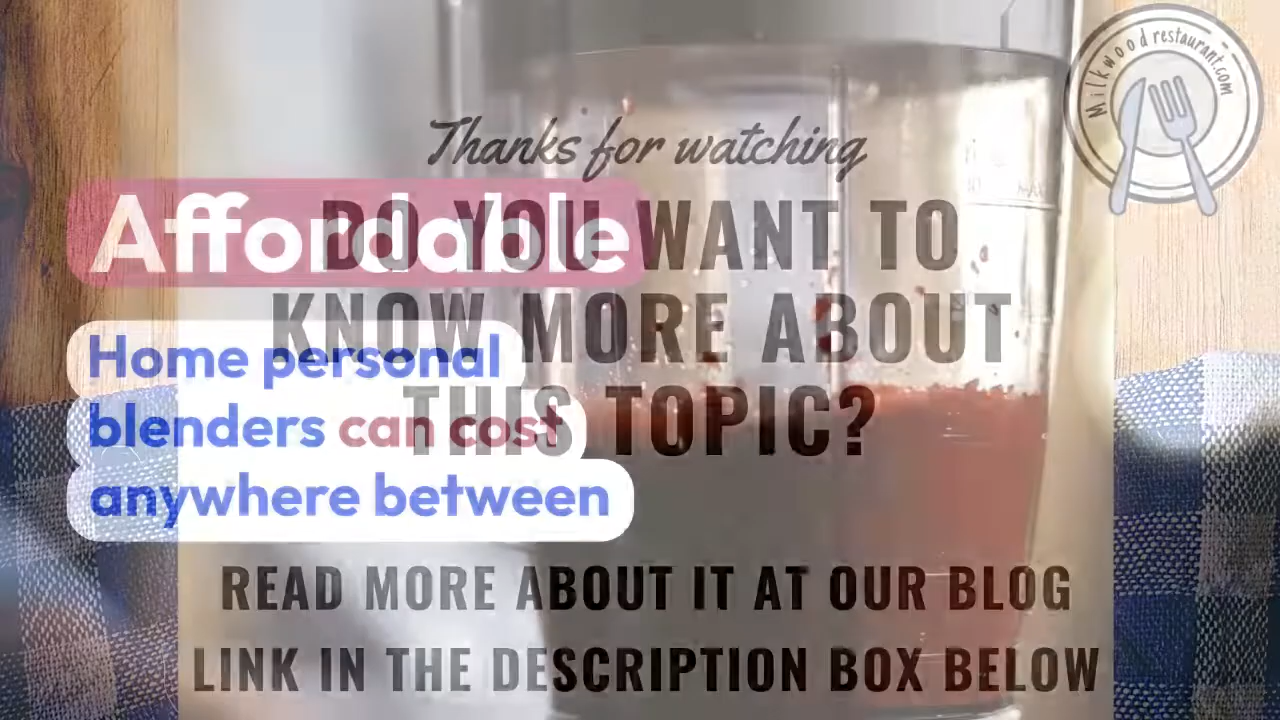 Milkwood restaurant.com
Thanks for watching
Affordable
DO YOU WANT TO
KNOW MORE ABOUT
THIS TOPIC?
Home personal
blenders can cost
anywhere between
READ MORE ABOUT IT AT OUR BLOG
LINK IN THE DESCRIPTION BOX BELOW